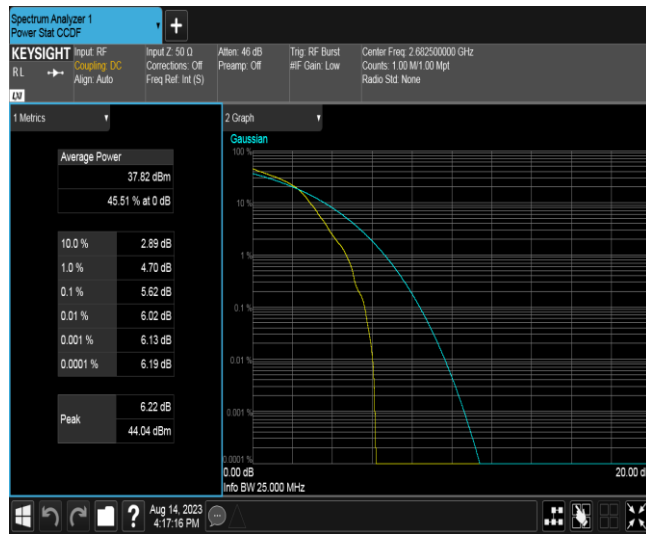 Spectrum Analyzer 1
Power Stat CCDF
+
KEYSIGHT
RL
LXI
Input: RF
Coupling: DC
Align: Auto
Input Z: 50 Ω
Corrections: Off
Freq Ref: Int (S)
Atten: 46 dB
Preamp: Off
Trig: RF Burst
#IF Gain: Low
Center Freq: 2.682500000 GHz
Counts: 1.00 M/1.00 Mpt
Radio Std: None
1 Metrics
Average Power
37.82 dBm
45.51 % at 0 dB
10.0 % 2.89 dB
1.0 % 4.70 dB
0.1 % 5.62 dB
0.01 % 6.02 dB
0.001 % 6.13 dB
0.0001 % 6.19 dB
Peak
6.22 dB
44.04 dBm
2 Graph
Gaussian
100 %
10 %
1 %
0.1 %
0.01 %
0.001 %
0.0001 %
0.00 dB
20.00 d
Info BW 25.000 MHz
?
Aug 14, 2023
4:17:16 PM